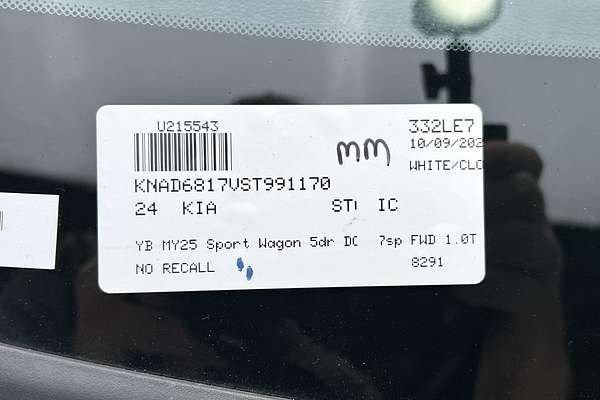 U215543
332LE7
mm
10/09/202
WHITE/CLO
KNAD6817VST991170
24 KIA ST IC
YB MY25 Sport Wagon 5dr DC 7sp FWD 1.0T
NO RECALL 8291